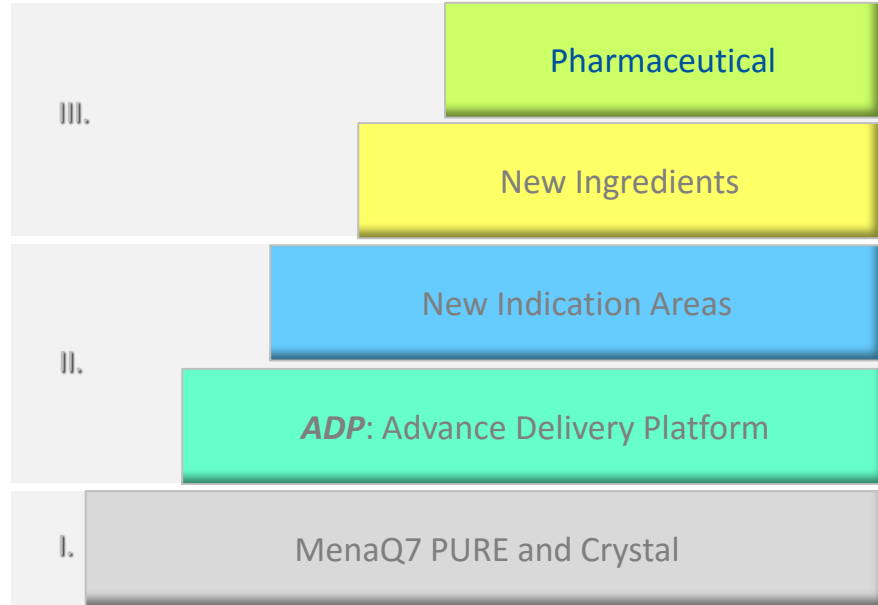 Pharmaceutical
III.
New Ingredients
New Indication Areas
II.
ADP: Advance Delivery Platform
I.
MenaQ7 PURE and Crystal